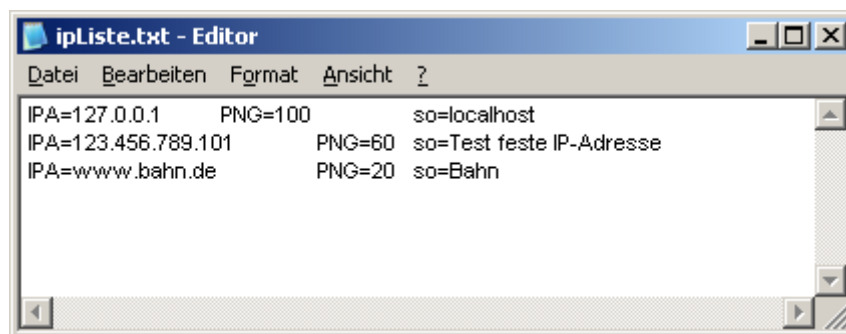 ipListe.txt - Editor
Datei Bearbeiten Format Ansicht ?
IPA=127.0.0.1 PNG=100 so=localhost
IPA=123.456.789.101 PNG=60 so=Test feste IP-Adresse
IPA=www.bahn.de PNG=20 so=Bahn